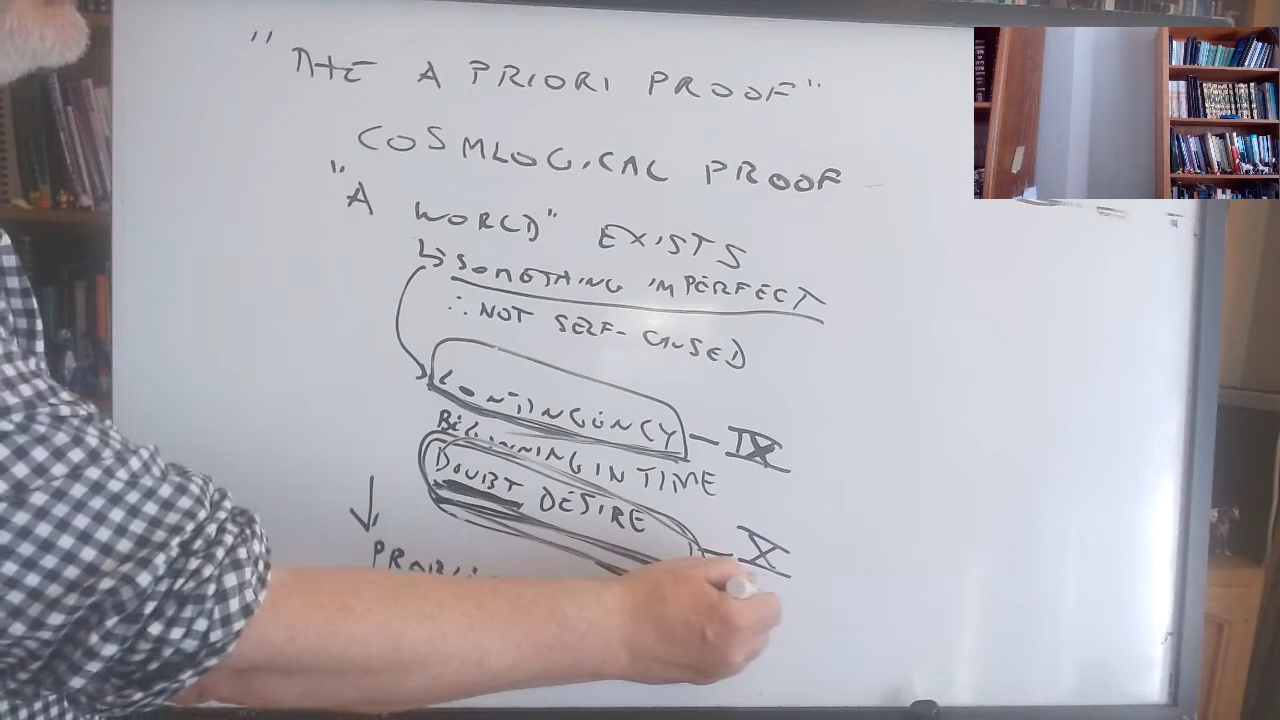 "THE A PRIORI PROOF"
COSMLOGICAL PROOF
"A WORLD" EXISTS
↳ SOMETHING IMPERFECT
∴ NOT SELF-CAUSED
CONTINGENCY — IX
BEGINNING IN TIME
DOUBT DESIRE — X